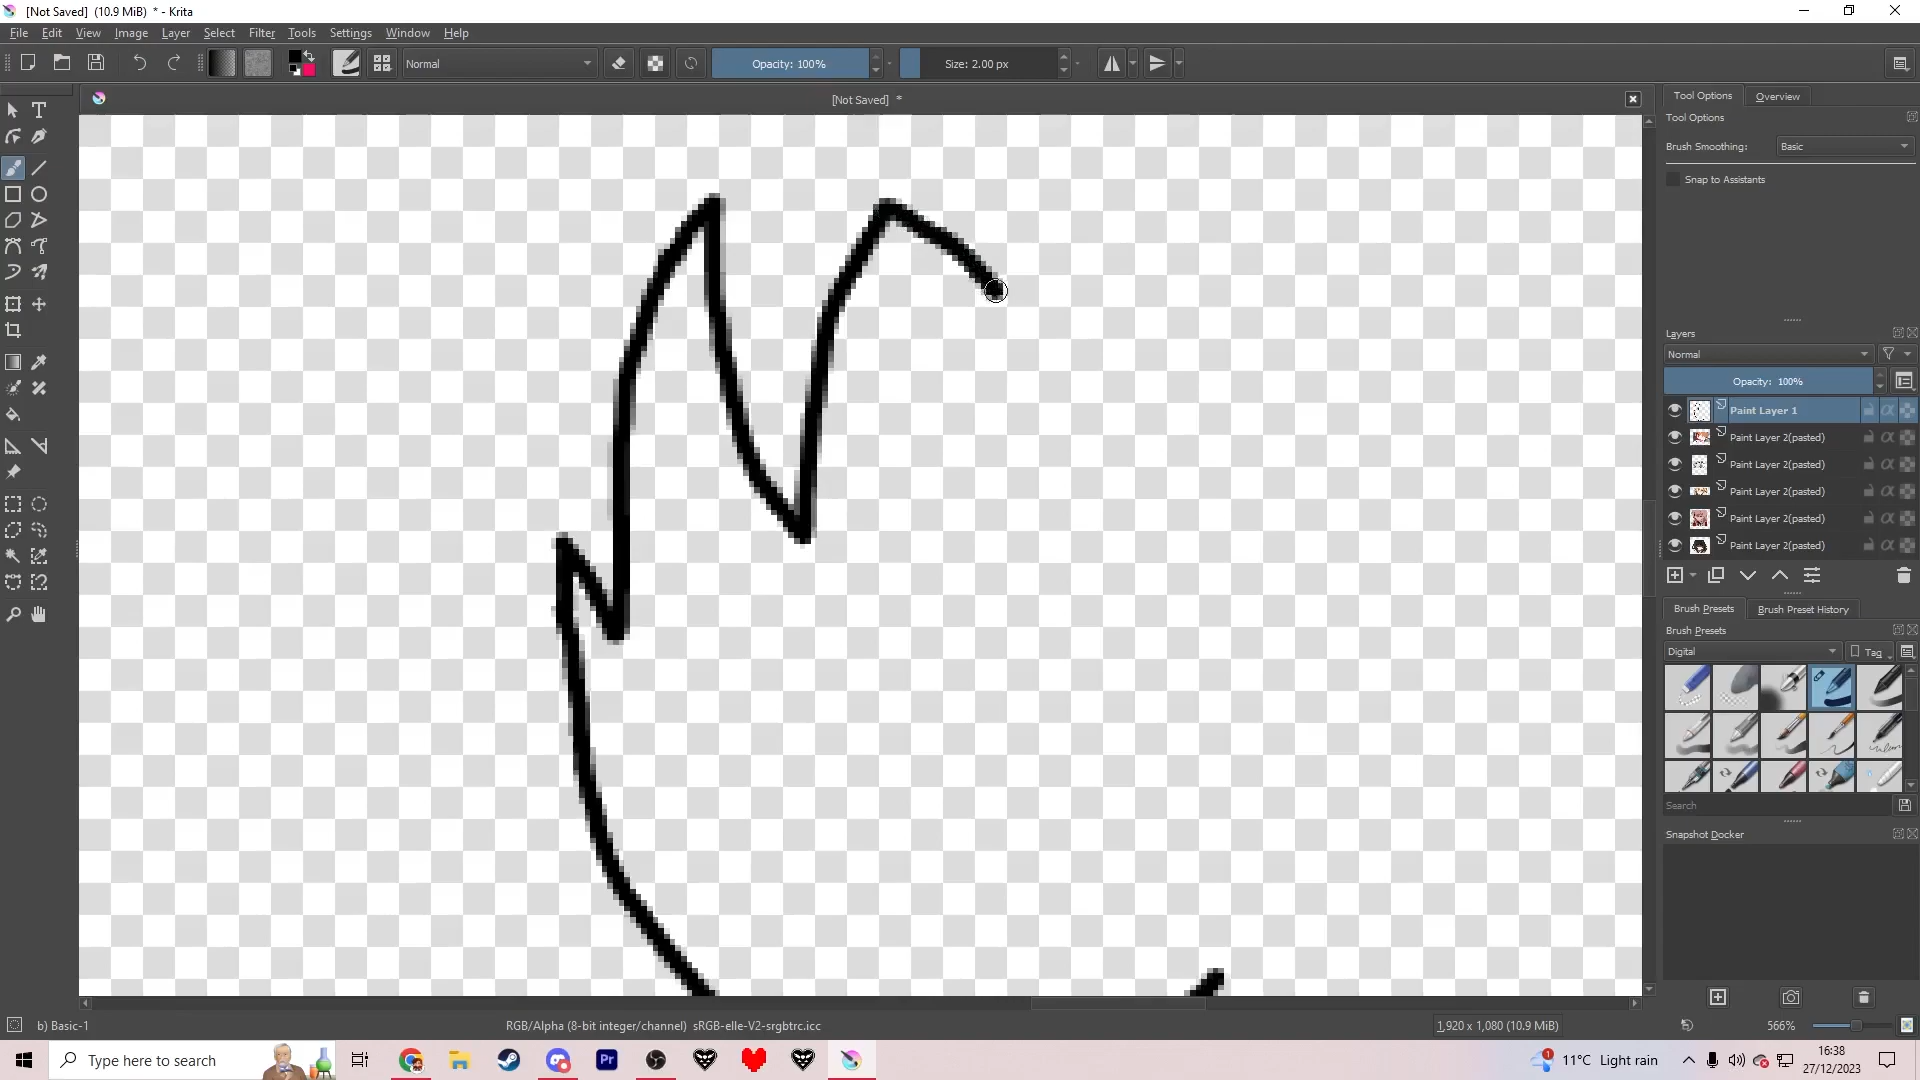 [Not Saved]  (10.9 MiB)  * - Krita
File Edit View Image Layer Select Filter Tools Settings Window Help
Normal
Opacity: 100%
Size: 2.00 px
[Not Saved]  *
Tool Options
Overview
Tool Options
Brush Smoothing:
Basic
Snap to Assistants
Layers
Normal
Opacity:  100%
Paint Layer 1
Paint Layer 2(pasted)
Paint Layer 2(pasted)
Paint Layer 2(pasted)
Paint Layer 2(pasted)
Paint Layer 2(pasted)
Brush Presets
Brush Preset History
Brush Presets
Digital
Tag
Search
Snapshot Docker
b) Basic-1
RGB/Alpha (8-bit integer/channel)  sRGB-elle-V2-srgbtrc.icc
1,920 x 1,080 (10.9 MiB)
566%
Type here to search
Pr
1
11°C  Light rain
16:38
27/12/2023